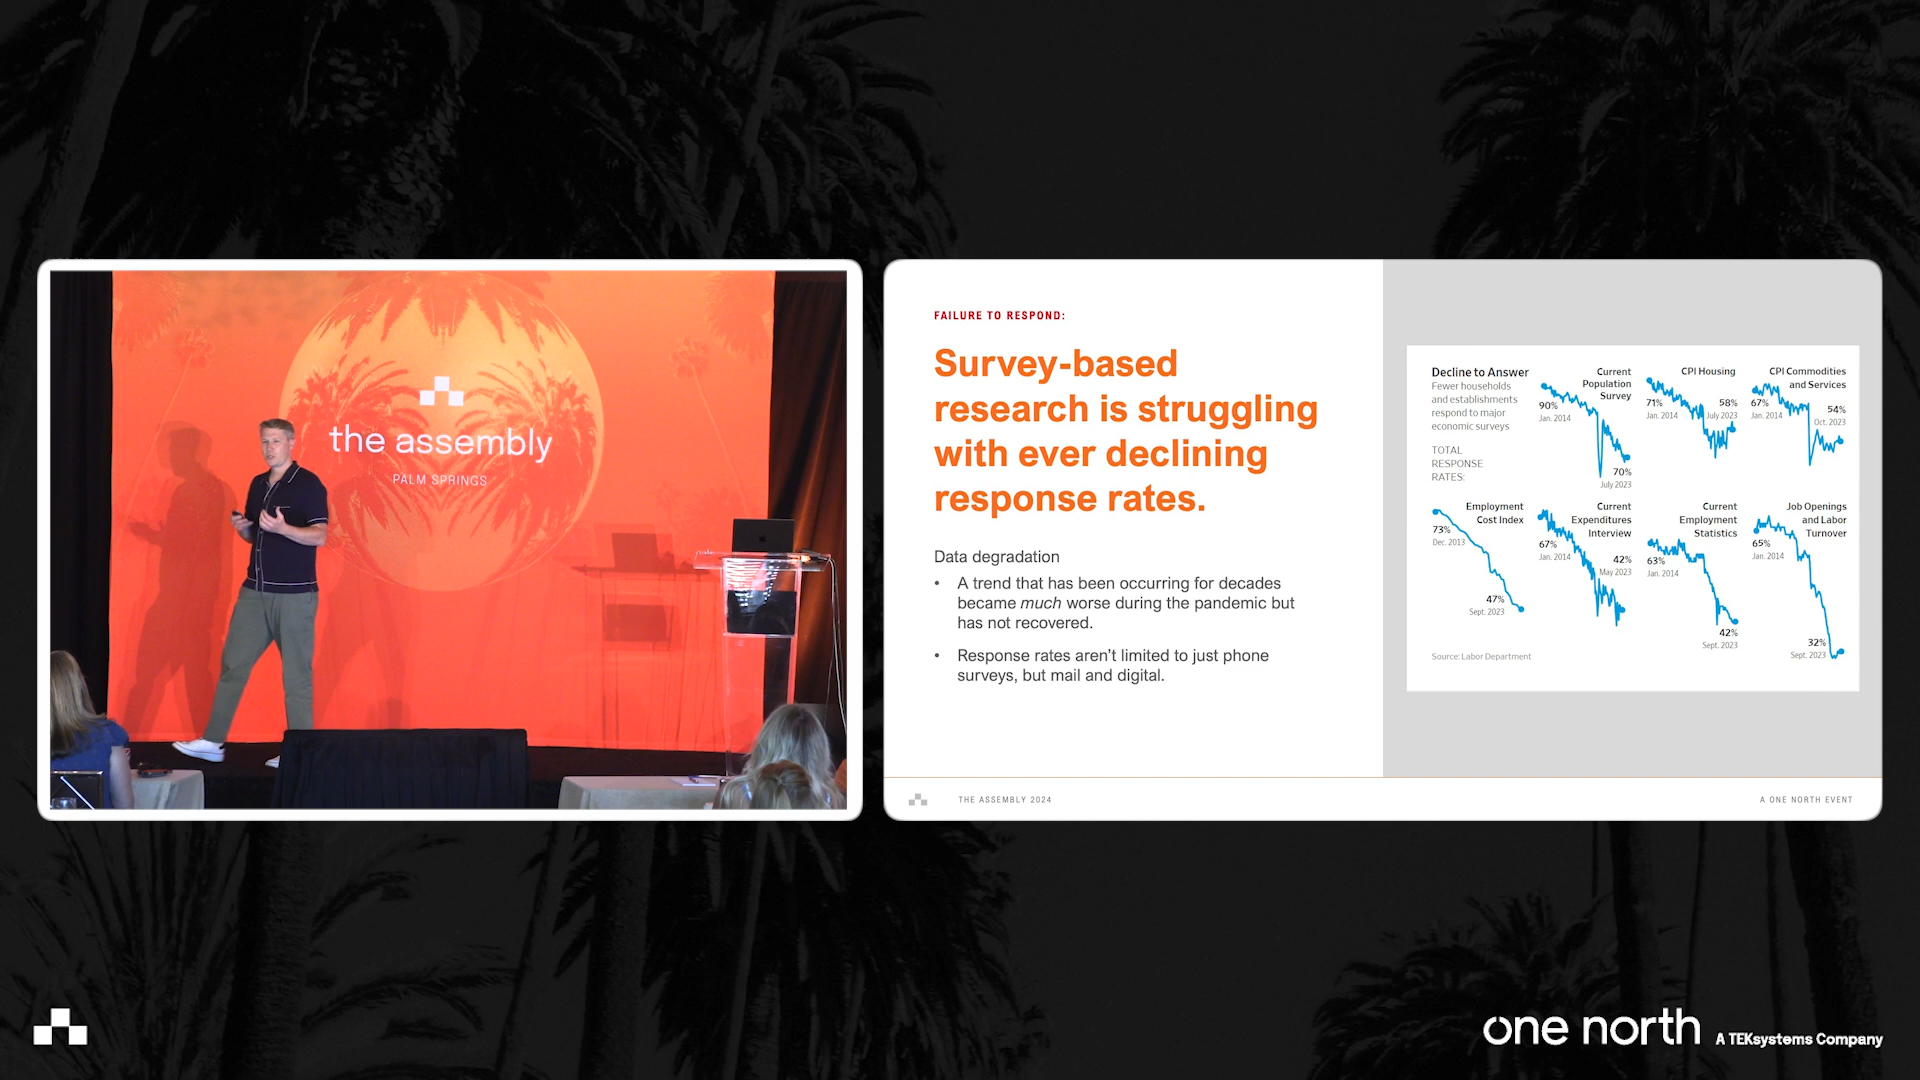 the assembly
PALM SPRINGS
FAILURE TO RESPOND:
Survey-based
research is struggling
with ever declining
response rates.
Data degradation
• A trend that has been occurring for decades
became much worse during the pandemic but
has not recovered.
• Response rates aren't limited to just phone
surveys, but mail and digital.
Decline to Answer
Fewer households
and establishments
respond to major
economic surveys
TOTAL
RESPONSE
RATES:
Current
Population
Survey
90%
Jan. 2014
70%
July 2023
CPI Housing
71%
Jan. 2014
58%
July 2023
CPI Commodities
and Services
67%
Jan. 2014
54%
Oct. 2023
Employment
Cost Index
73%
Dec. 2013
47%
Sept. 2023
Current
Expenditures
Interview
67%
Jan. 2014
42%
May 2023
Current
Employment
Statistics
63%
Jan. 2014
42%
Sept. 2023
Job Openings
and Labor
Turnover
65%
Jan. 2014
32%
Sept. 2023
Source: Labor Department
THE ASSEMBLY 2024
A ONE NORTH EVENT
one north A TEKsystems Company